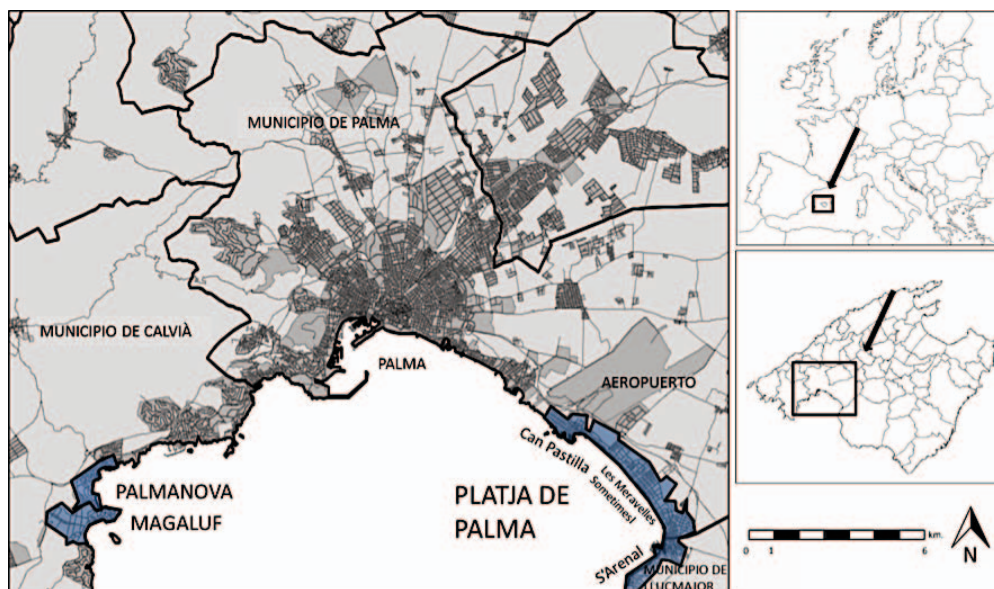 MUNICIPIO DE PALMA
MUNICIPIO DE CALVIÀ
PALMA
AEROPUERTO
Can Pastilla
Les Meravelles
Sometimes!
PALMANOVA
MAGALUF
PLATJA DE
PALMA
S'Arenal
MUNICIPIO DE
LLUCMAJOR
0 1 6 km.
N